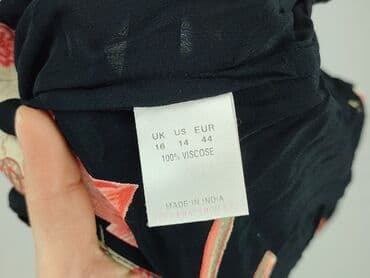 UK US EUR
16 14 44
100% VISCOSE
MADE IN INDIA